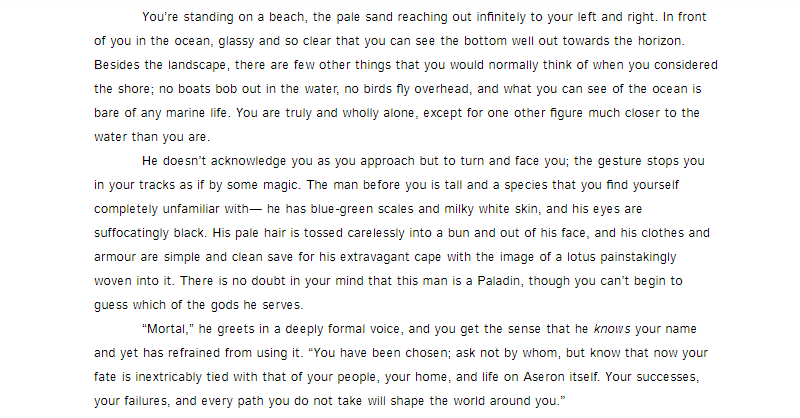 You're standing on a beach, the pale sand reaching out infinitely to your left and right. In front
of you in the ocean, glassy and so clear that you can see the bottom well out towards the horizon.
Besides the landscape, there are few other things that you would normally think of when you considered
the shore; no boats bob out in the water, no birds fly overhead, and what you can see of the ocean is
bare of any marine life. You are truly and wholly alone, except for one other figure much closer to the
water than you are.
He doesn't acknowledge you as you approach but to turn and face you; the gesture stops you
in your tracks as if by some magic. The man before you is tall and a species that you find yourself
completely unfamiliar with— he has blue-green scales and milky white skin, and his eyes are
suffocatingly black. His pale hair is tossed carelessly into a bun and out of his face, and his clothes and
armour are simple and clean save for his extravagant cape with the image of a lotus painstakingly
woven into it. There is no doubt in your mind that this man is a Paladin, though you can't begin to
guess which of the gods he serves.
“Mortal,” he greets in a deeply formal voice, and you get the sense that he knows your name
and yet has refrained from using it. “You have been chosen; ask not by whom, but know that now your
fate is inextricably tied with that of your people, your home, and life on Aseron itself. Your successes,
your failures, and every path you do not take will shape the world around you.”